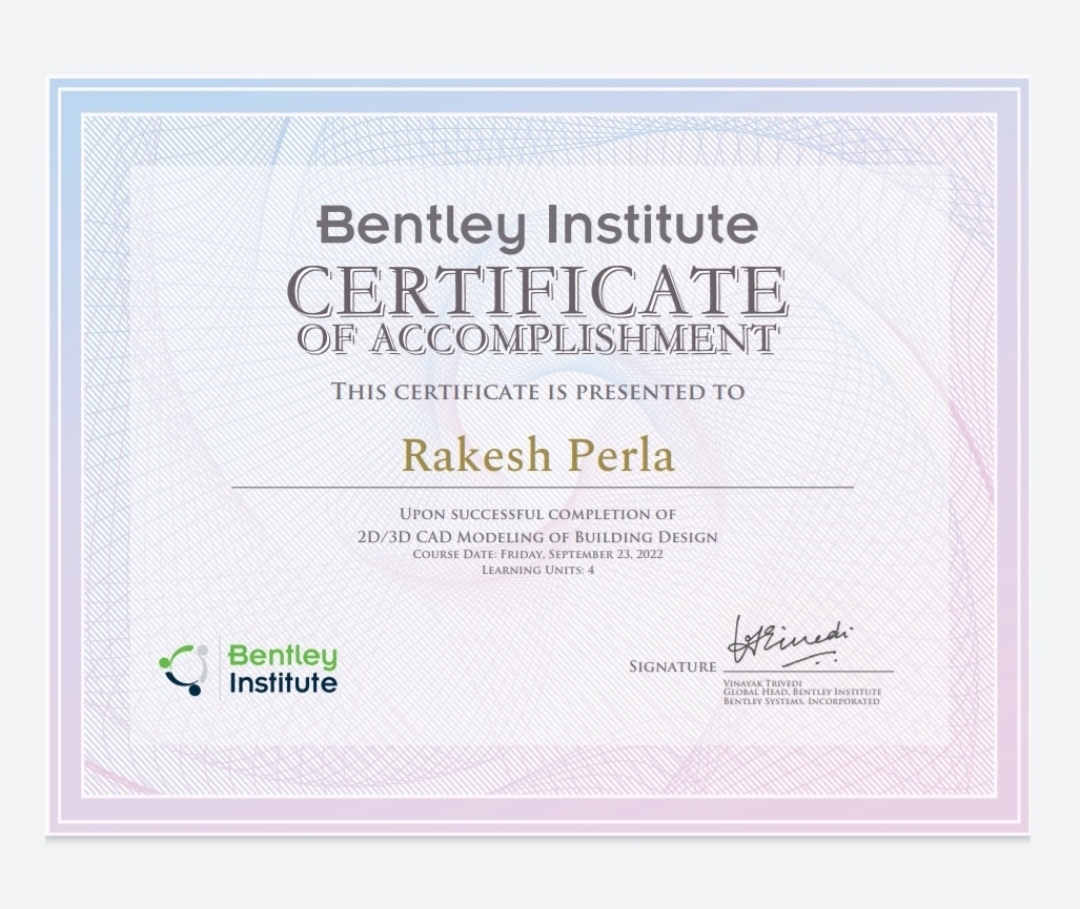 Bentley Institute
CERTIFICATE
OF ACCOMPLISHMENT
THIS CERTIFICATE IS PRESENTED TO
Rakesh Perla
UPON SUCCESSFUL COMPLETION OF
2D/3D CAD MODELING OF BUILDING DESIGN
COURSE DATE: FRIDAY, SEPTEMBER 23, 2022
LEARNING UNITS: 4
Bentley
Institute
SIGNATURE
VINAYAK TRIVEDI
GLOBAL HEAD, BENTLEY INSTITUTE
BENTLEY SYSTEMS, INCORPORATED